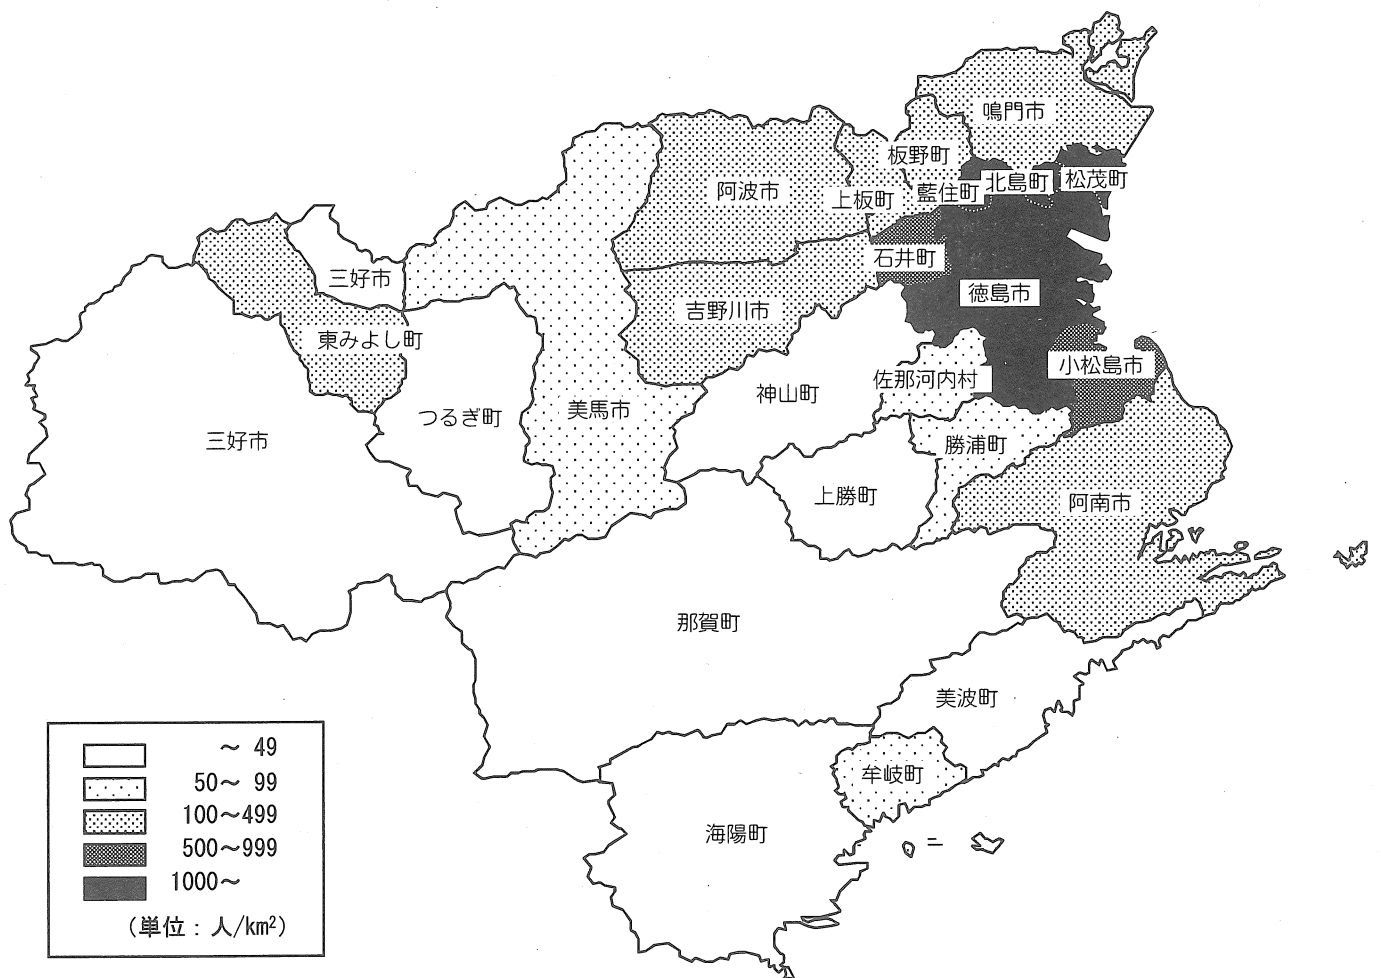 鳴門市
板野町
阿波市
上板町
藍住町
北島町
松茂町
石井町
三好市
徳島市
吉野川市
東みよし町
小松島市
佐那河内村
神山町
美馬市
つるぎ町
三好市
勝浦町
上勝町
阿南市
那賀町
美波町
牟岐町
海陽町
～ 49
50～ 99
100～499
500～999
1000～
(単位：人/km²)